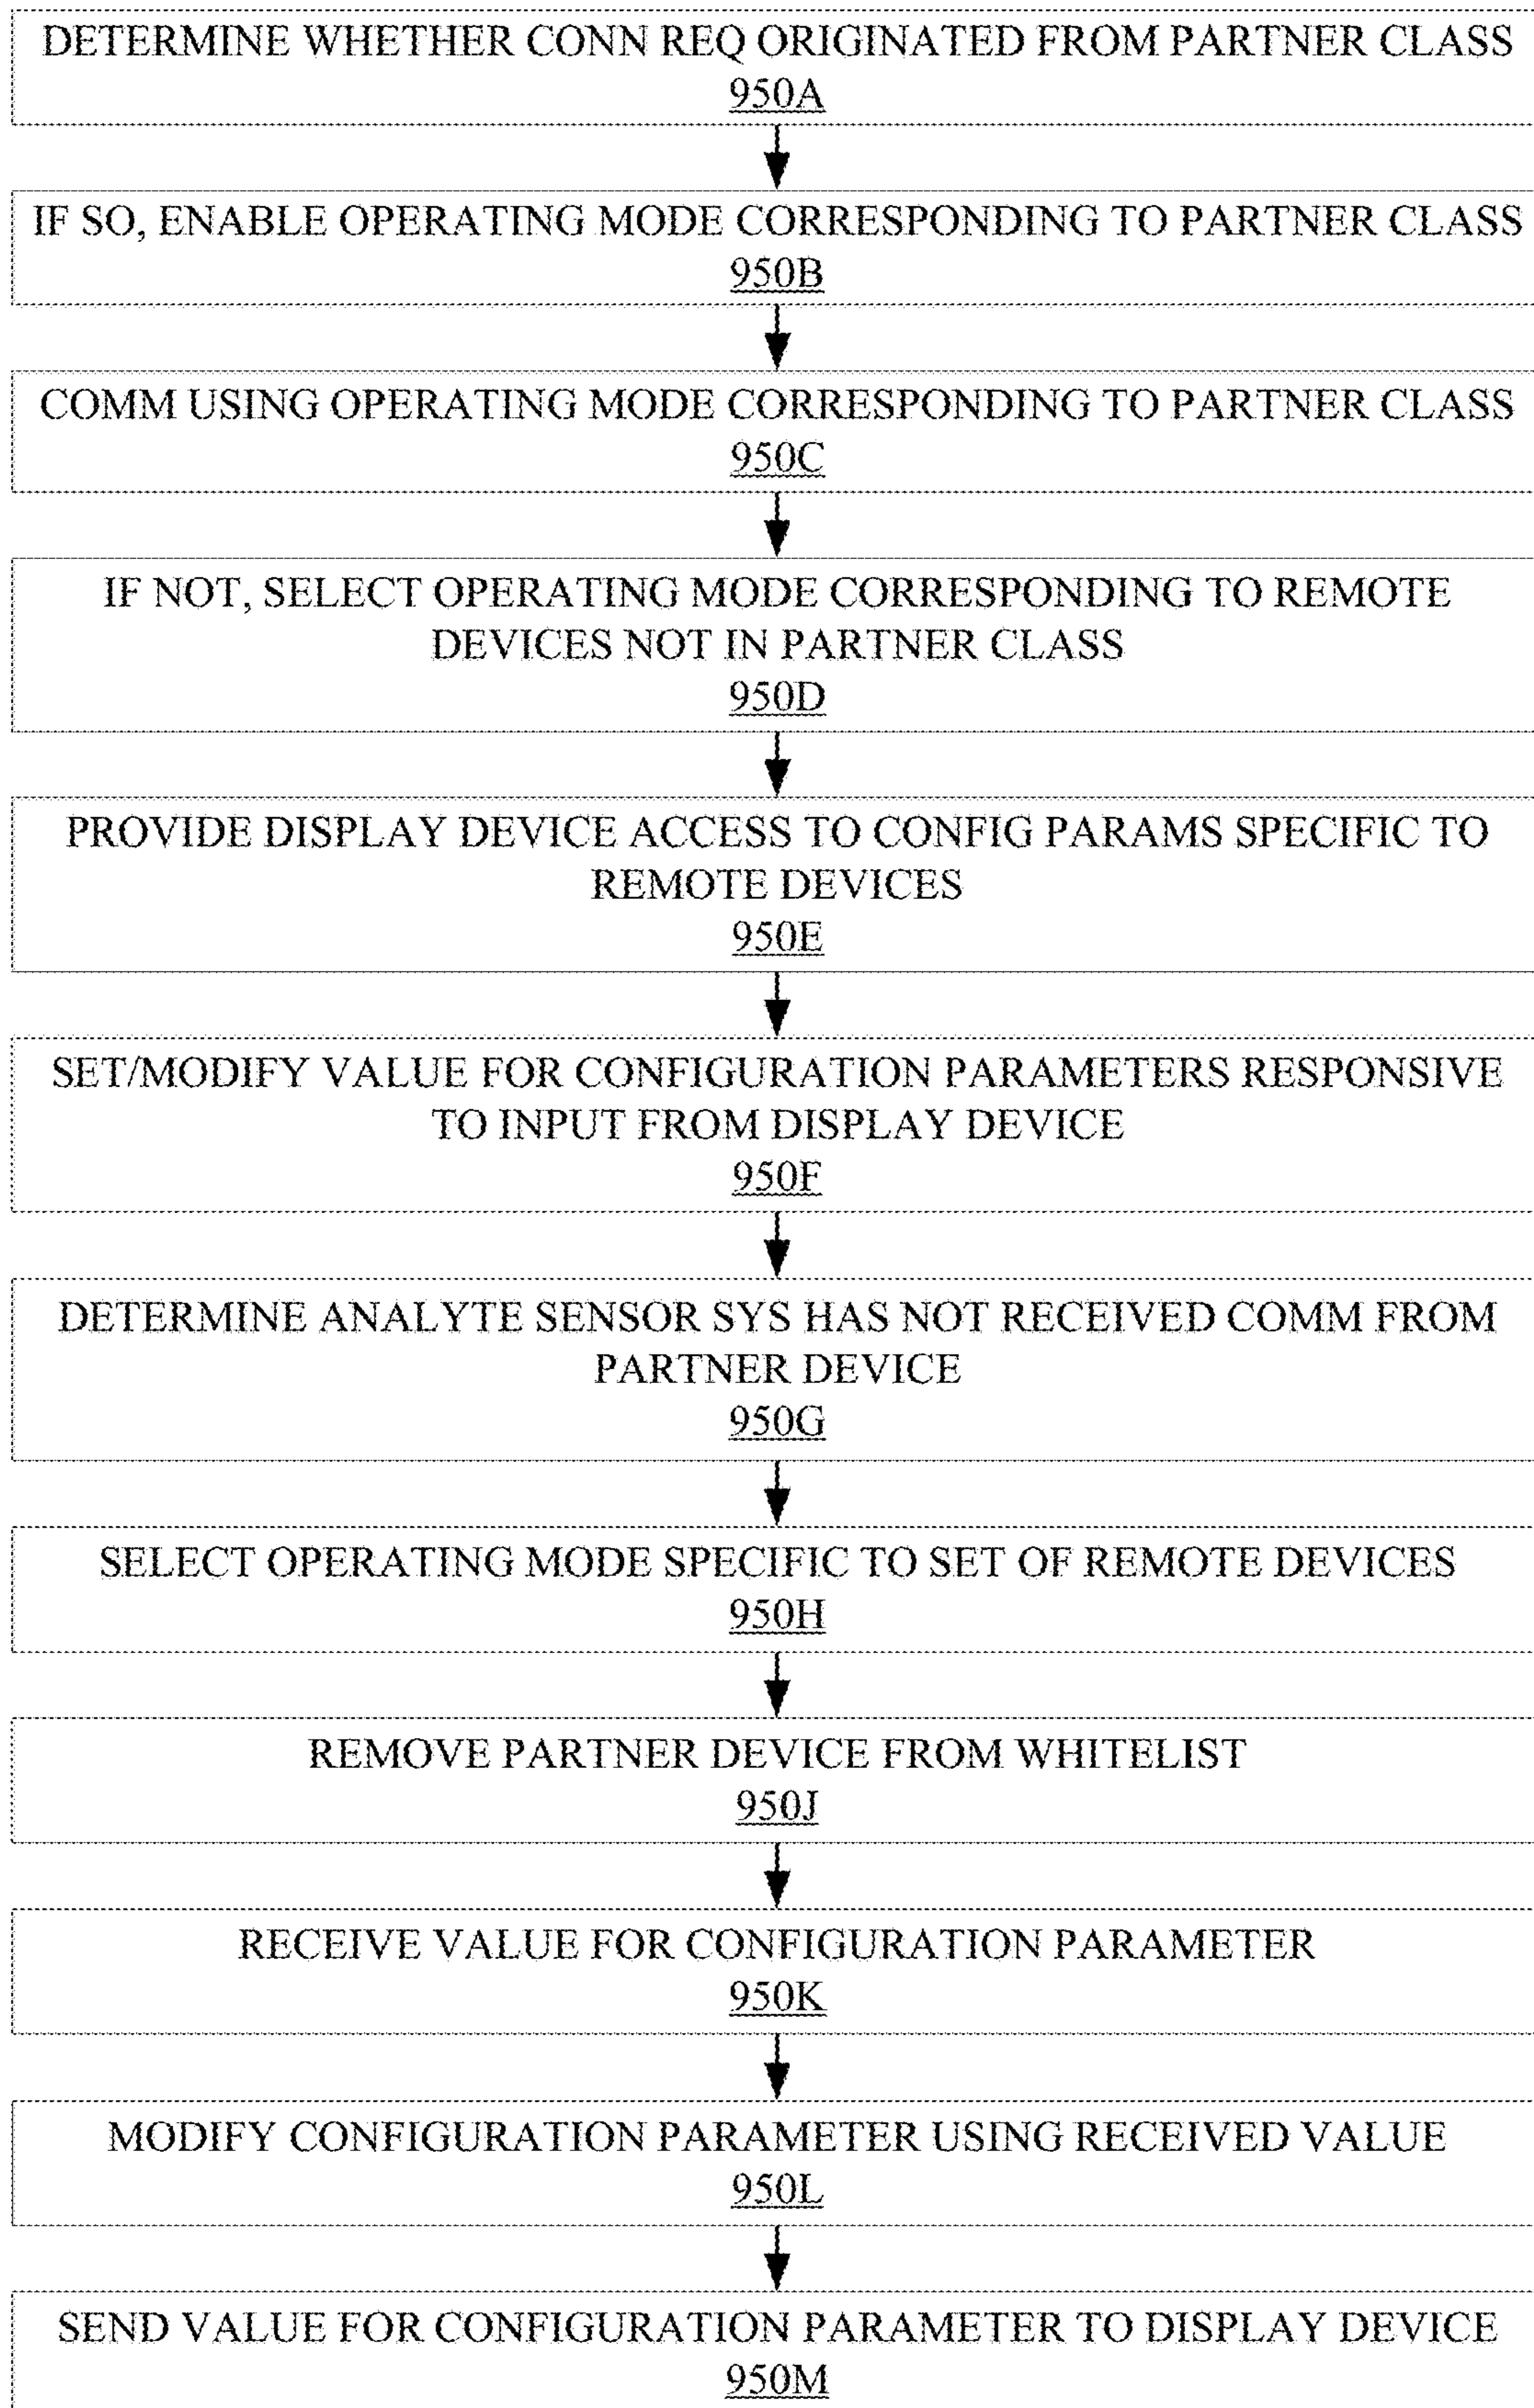 DETERMINE WHETHER CONN REQ ORIGINATED FROM PARTNER CLASS
950A
IF SO, ENABLE OPERATING MODE CORRESPONDING TO PARTNER CLASS
950B
COMM USING OPERATING MODE CORRESPONDING TO PARTNER CLASS
950C
IF NOT, SELECT OPERATING MODE CORRESPONDING TO REMOTE
DEVICES NOT IN PARTNER CLASS
950D
PROVIDE DISPLAY DEVICE ACCESS TO CONFIG PARAMS SPECIFIC TO
REMOTE DEVICES
950E
SET/MODIFY VALUE FOR CONFIGURATION PARAMETERS RESPONSIVE
TO INPUT FROM DISPLAY DEVICE
950F
DETERMINE ANALYTE SENSOR SYS HAS NOT RECEIVED COMM FROM
PARTNER DEVICE
950G
SELECT OPERATING MODE SPECIFIC TO SET OF REMOTE DEVICES
950H
REMOVE PARTNER DEVICE FROM WHITELIST
950J
RECEIVE VALUE FOR CONFIGURATION PARAMETER
950K
MODIFY CONFIGURATION PARAMETER USING RECEIVED VALUE
950L
SEND VALUE FOR CONFIGURATION PARAMETER TO DISPLAY DEVICE
950M